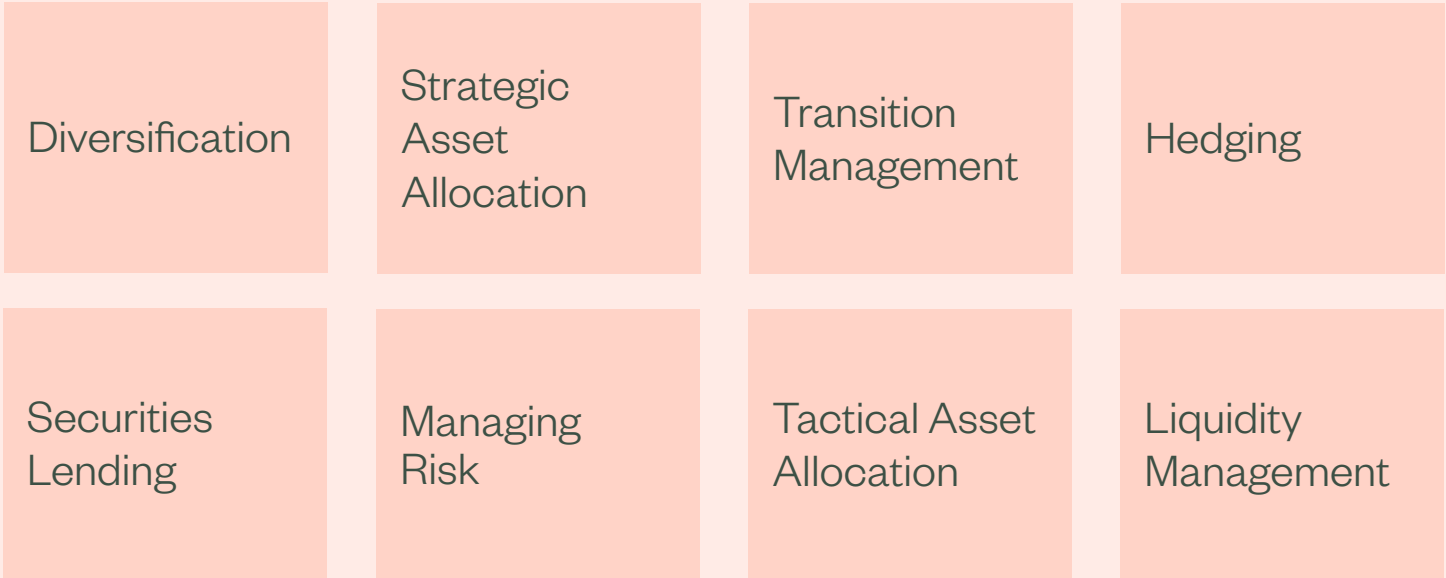 Diversification
Strategic
Asset
Allocation
Transition
Management
Hedging
Securities
Lending
Managing
Risk
Tactical Asset
Allocation
Liquidity
Management